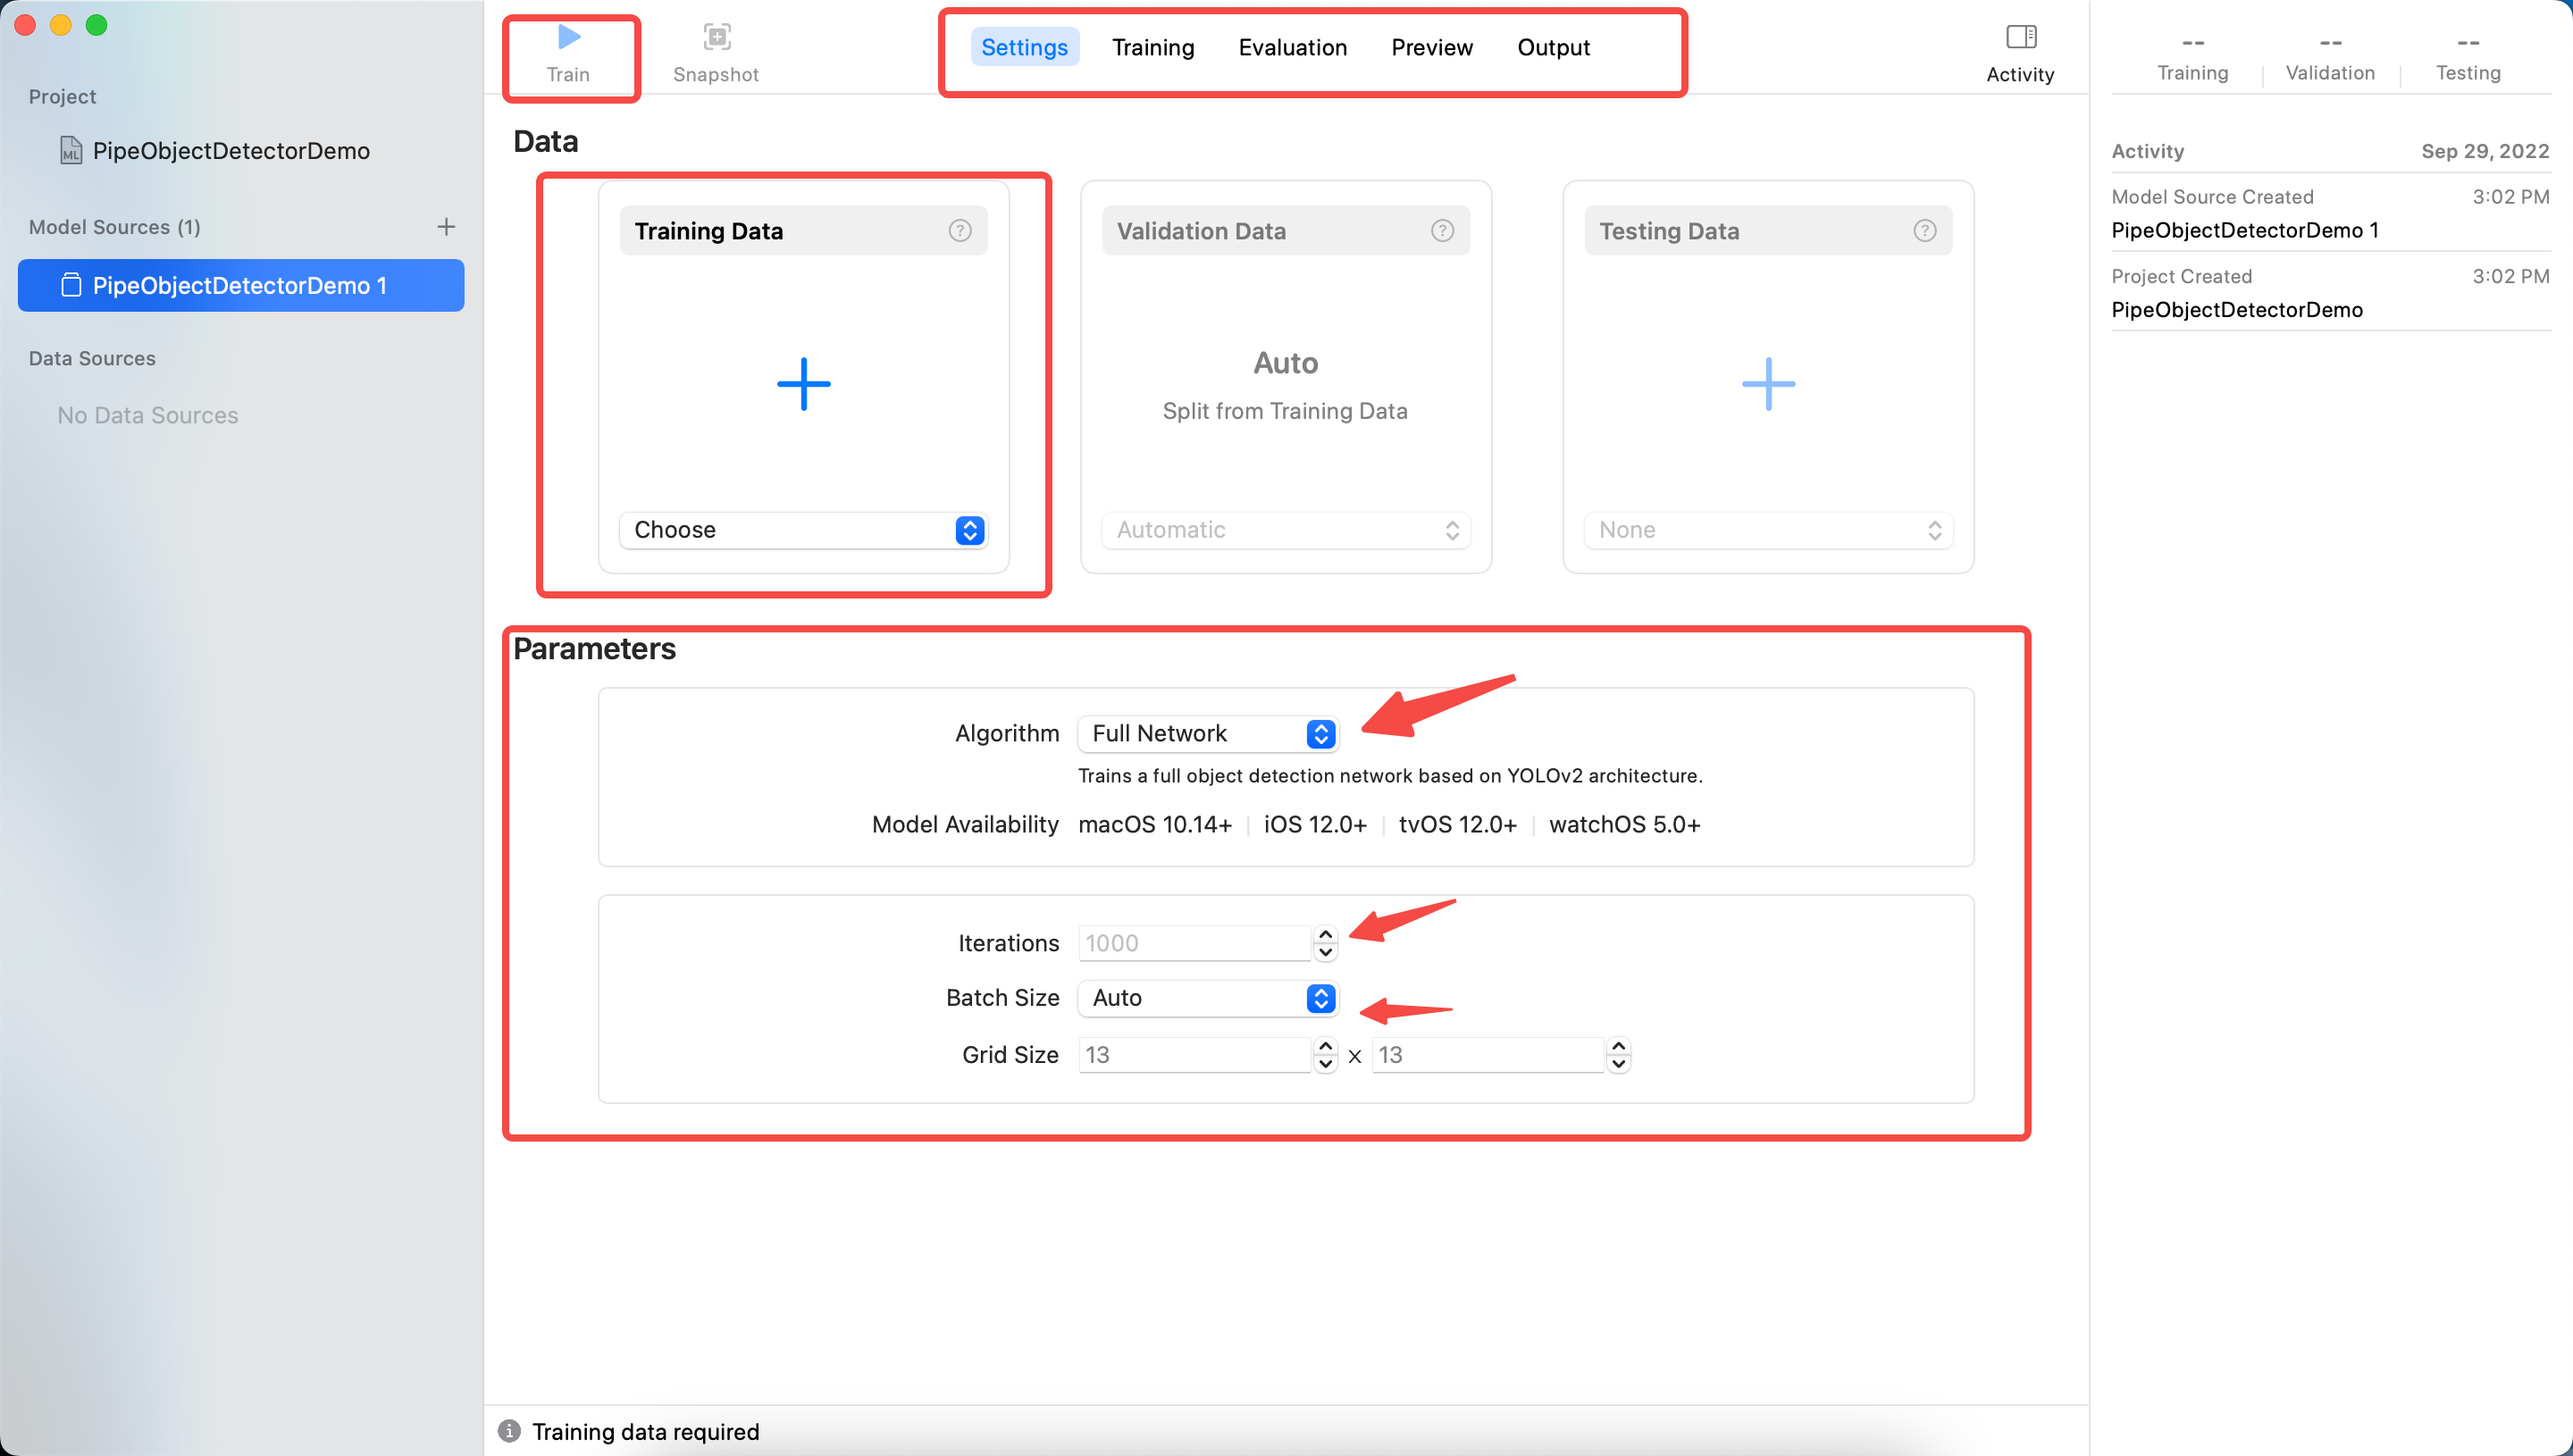 Project
PipeObjectDetectorDemo
Model Sources (1)
PipeObjectDetectorDemo 1
Data Sources
No Data Sources
Train
Snapshot
Settings Training Evaluation Preview Output
Activity
Data
Training Data
Choose
Validation Data
Auto
Split from Training Data
Automatic
Testing Data
None
Parameters
Algorithm Full Network
Trains a full object detection network based on YOLOv2 architecture.
Model Availability macOS 10.14+ iOS 12.0+ tvOS 12.0+ watchOS 5.0+
Iterations 1000
Batch Size Auto
Grid Size 13 x 13
Training data required
-- -- --
Training Validation Testing
Activity Sep 29, 2022
Model Source Created 3:02 PM
PipeObjectDetectorDemo 1
Project Created 3:02 PM
PipeObjectDetectorDemo